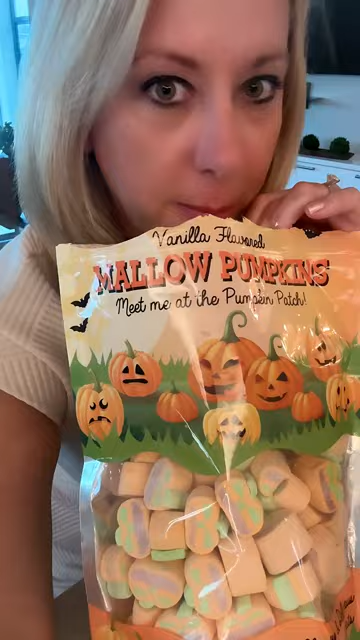 Vanilla Flavored
MALLOW PUMPKINS
Meet me at the Pumpkin Patch!